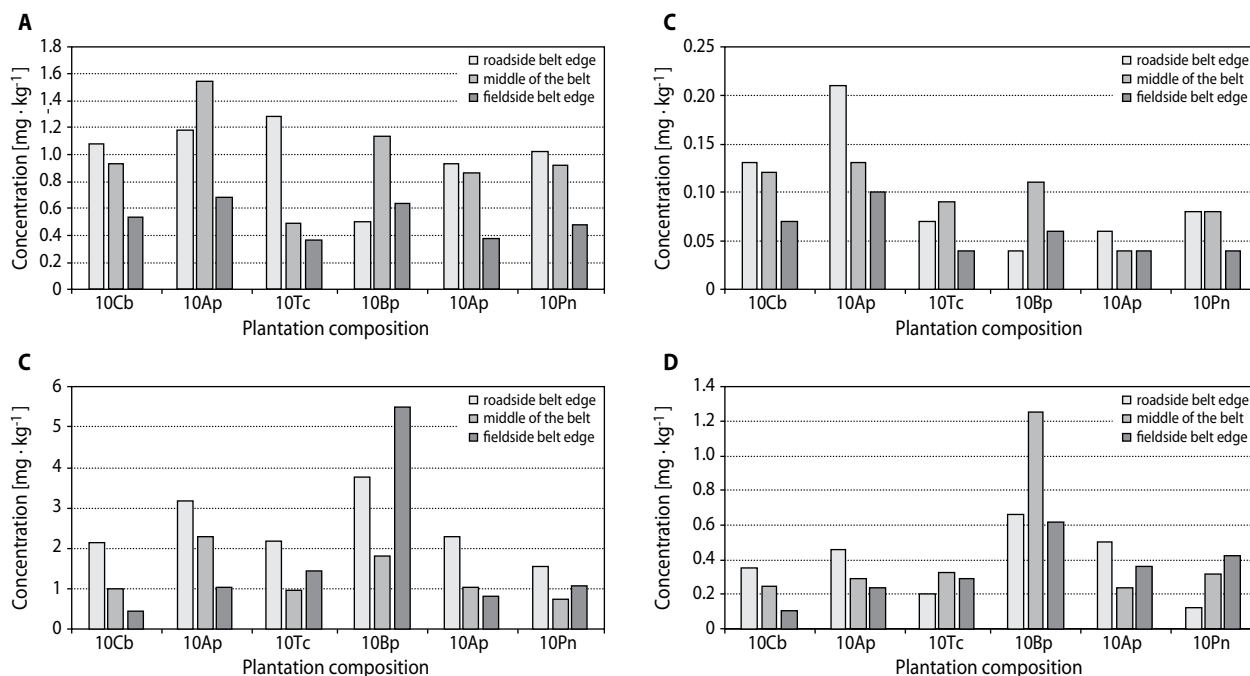 A
Concentration [mg · kg-1 ]
1.8
1.6
1.4
1.2
1.0
0.8
0.6
0.4
0.2
0
roadside belt edge
middle of the belt
fieldside belt edge
10Cb 10Ap 10Tc 10Bp 10Ap 10Pn
Plantation composition
C
Concentration [mg · kg-1 ]
0.25
0.20
0.15
0.10
0.05
0.00
roadside belt edge
middle of the belt
fieldside belt edge
10Cb 10Ap 10Tc 10Bp 10Ap 10Pn
Plantation composition
C
Concentration [mg · kg-1 ]
6
5
4
3
2
1
0
roadside belt edge
middle of the belt
fieldside belt edge
10Cb 10Ap 10Tc 10Bp 10Ap 10Pn
Plantation composition
D
Concentration [mg · kg-1 ]
1.4
1.2
1.0
0.8
0.6
0.4
0.2
0
roadside belt edge
middle of the belt
fieldside belt edge
10Cb 10Ap 10Tc 10Bp 10Ap 10Pn
Plantation composition